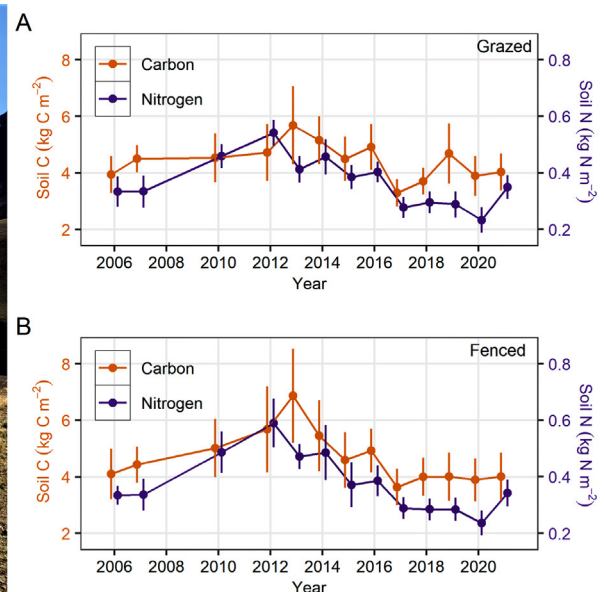 A
Grazed
Carbon
Nitrogen
8
6
4
2
0.8
0.6
0.4
0.2
Soil C (kg C m⁻²)
Soil N (kg N m⁻²)
2006 2008 2010 2012 2014 2016 2018 2020
Year
B
Fenced
Carbon
Nitrogen
8
6
4
2
0.8
0.6
0.4
0.2
Soil C (kg C m⁻²)
Soil N (kg N m⁻²)
2006 2008 2010 2012 2014 2016 2018 2020
Year